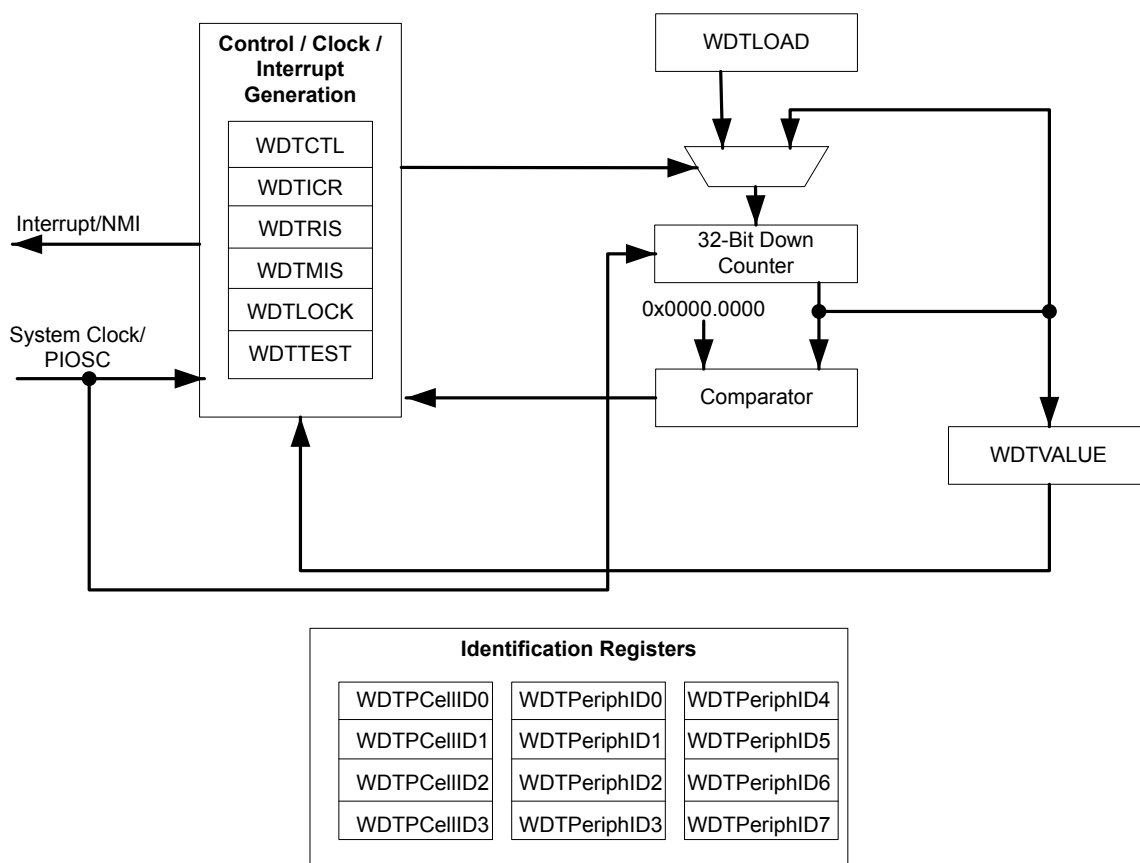 Control / Clock /
Interrupt
Generation
WDTCTL
WDTICR
WDTRIS
WDTMIS
WDTLOCK
WDTTEST
Interrupt/NMI
System Clock/
PIOSC
WDTLOAD
32-Bit Down
Counter
0x0000.0000
Comparator
WDTVALUE
Identification Registers
WDTPCellID0 WDTPeriphID0 WDTPeriphID4
WDTPCellID1 WDTPeriphID1 WDTPeriphID5
WDTPCellID2 WDTPeriphID2 WDTPeriphID6
WDTPCellID3 WDTPeriphID3 WDTPeriphID7